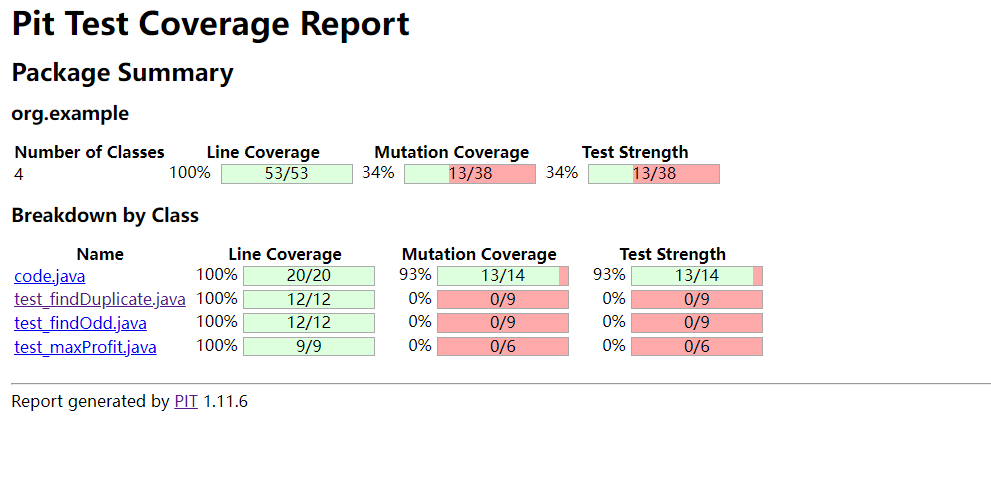 Pit Test Coverage Report
Package Summary
org.example
Number of Classes Line Coverage Mutation Coverage Test Strength
4 100% 53/53 34% 13/38 34% 13/38
Breakdown by Class
Name Line Coverage Mutation Coverage Test Strength
code.java 100% 20/20 93% 13/14 93% 13/14
test_findDuplicate.java 100% 12/12 0% 0/9 0% 0/9
test_findOdd.java 100% 12/12 0% 0/9 0% 0/9
test_maxProfit.java 100% 9/9 0% 0/6 0% 0/6
Report generated by PIT 1.11.6